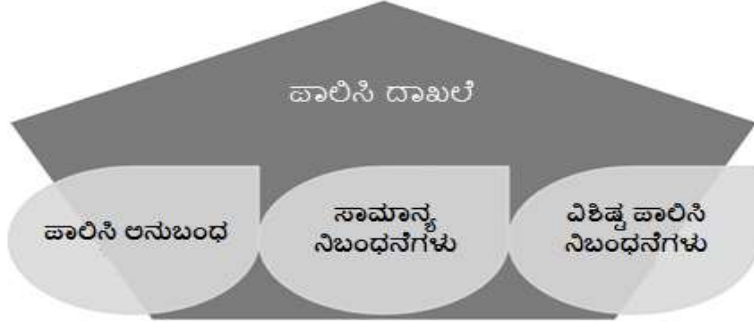 ಪಾಲಿಸಿ ದಾಖಲೆ
ಪಾಲಿಸಿ ಅನುಬಂಧ
ಸಾಮಾನ್ಯ
ನಿಬಂಧನೆಗಳು
ವಿಶಿಷ್ಟ ಪಾಲಿಸಿ
ನಿಬಂಧನೆಗಳು